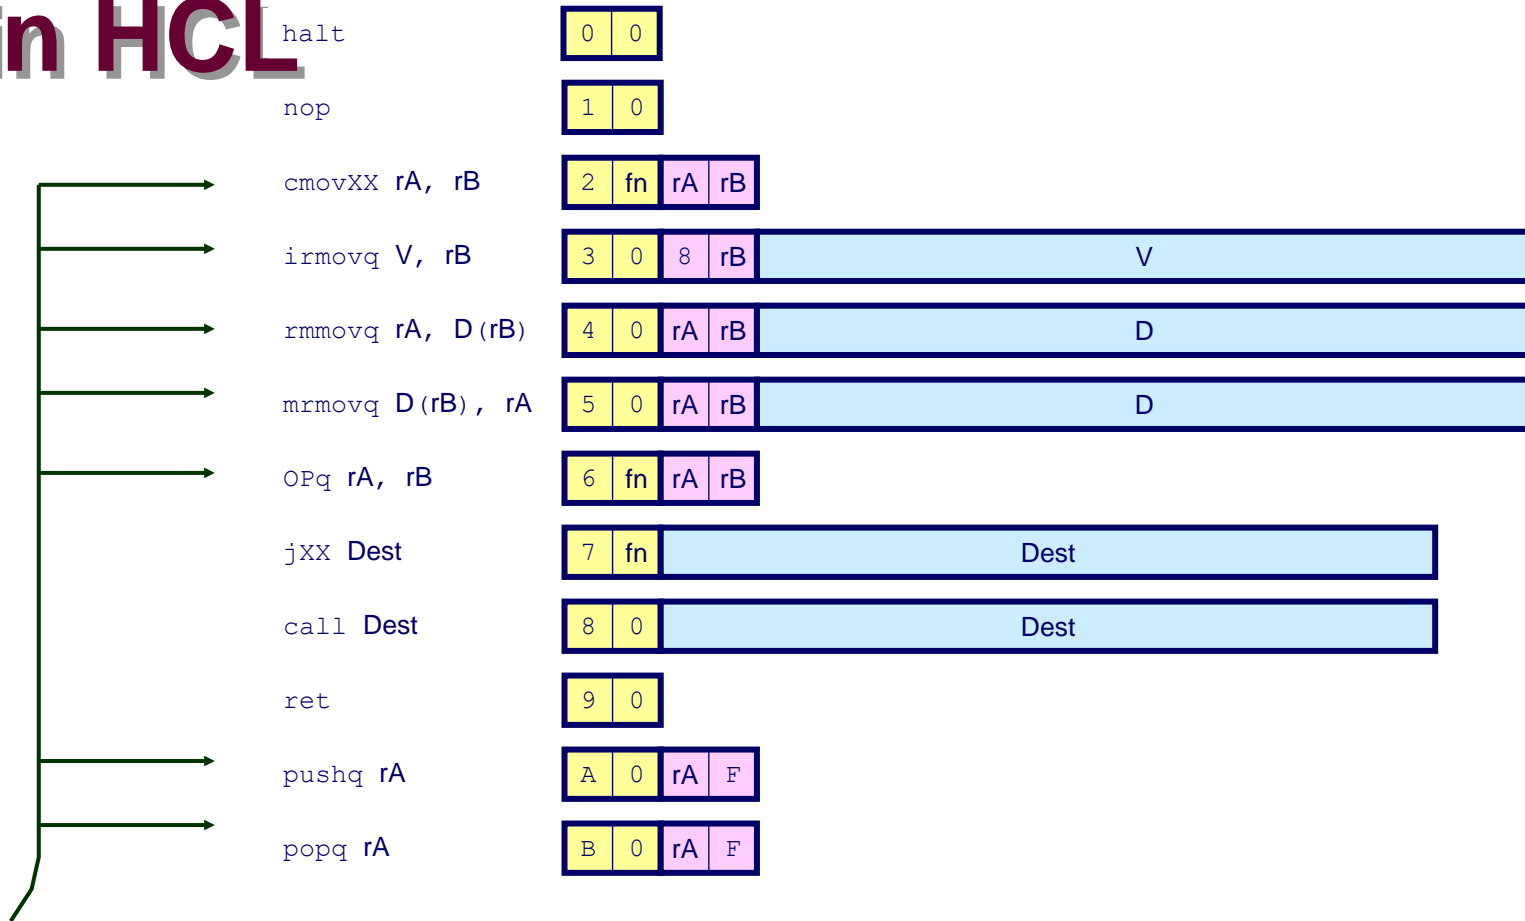 in HCL
halt 0 0
nop 1 0
cmovXX rA, rB 2 fn rA rB
irmovq V, rB 3 0 8 rB V
rmmovq rA, D(rB) 4 0 rA rB D
mrmovq D(rB), rA 5 0 rA rB D
OPq rA, rB 6 fn rA rB
jXX Dest 7 fn Dest
call Dest 8 0 Dest
ret 9 0
pushq rA A 0 rA F
popq rA B 0 rA F